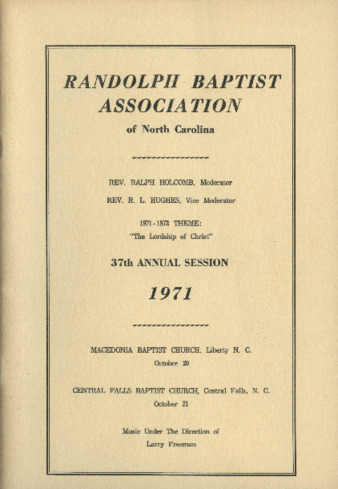 RANDOLPH BAPTIST
ASSOCIATION
of North Carolina
REV. RALPH HOLCOMB, Moderator
REV. R. L. HUGHES, Vice Moderator
1971-1972 THEME:
"The Lordship of Christ"
37th ANNUAL SESSION
1971
MACEDONIA BAPTIST CHURCH, Liberty N. C.
October 20
CENTRAL FALLS BAPTIST CHURCH, Central Falls, N. C.
October 21
Music Under The Direction of
Larry Freeman